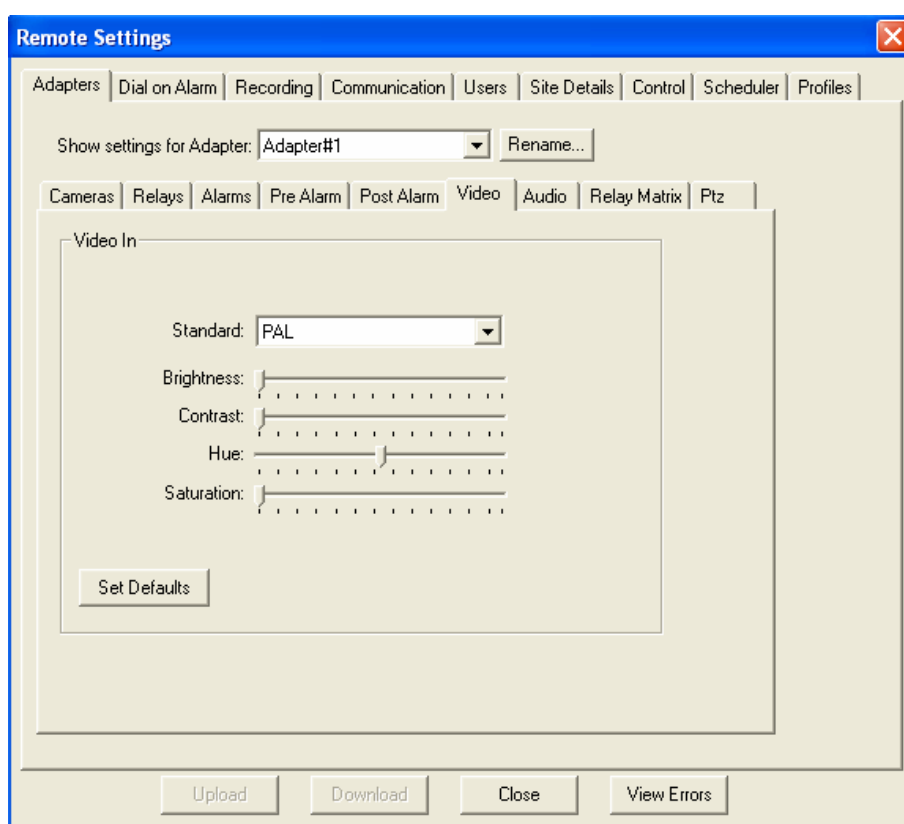 Remote Settings
Adapters Dial on Alarm Recording Communication Users Site Details Control Scheduler Profiles
Show settings for Adapter: Adapter#1 Rename...
Cameras Relays Alarms Pre Alarm Post Alarm Video Audio Relay Matrix Ptz
Video In
Standard: PAL
Brightness:
Contrast:
Hue:
Saturation:
Set Defaults
Upload Download Close View Errors